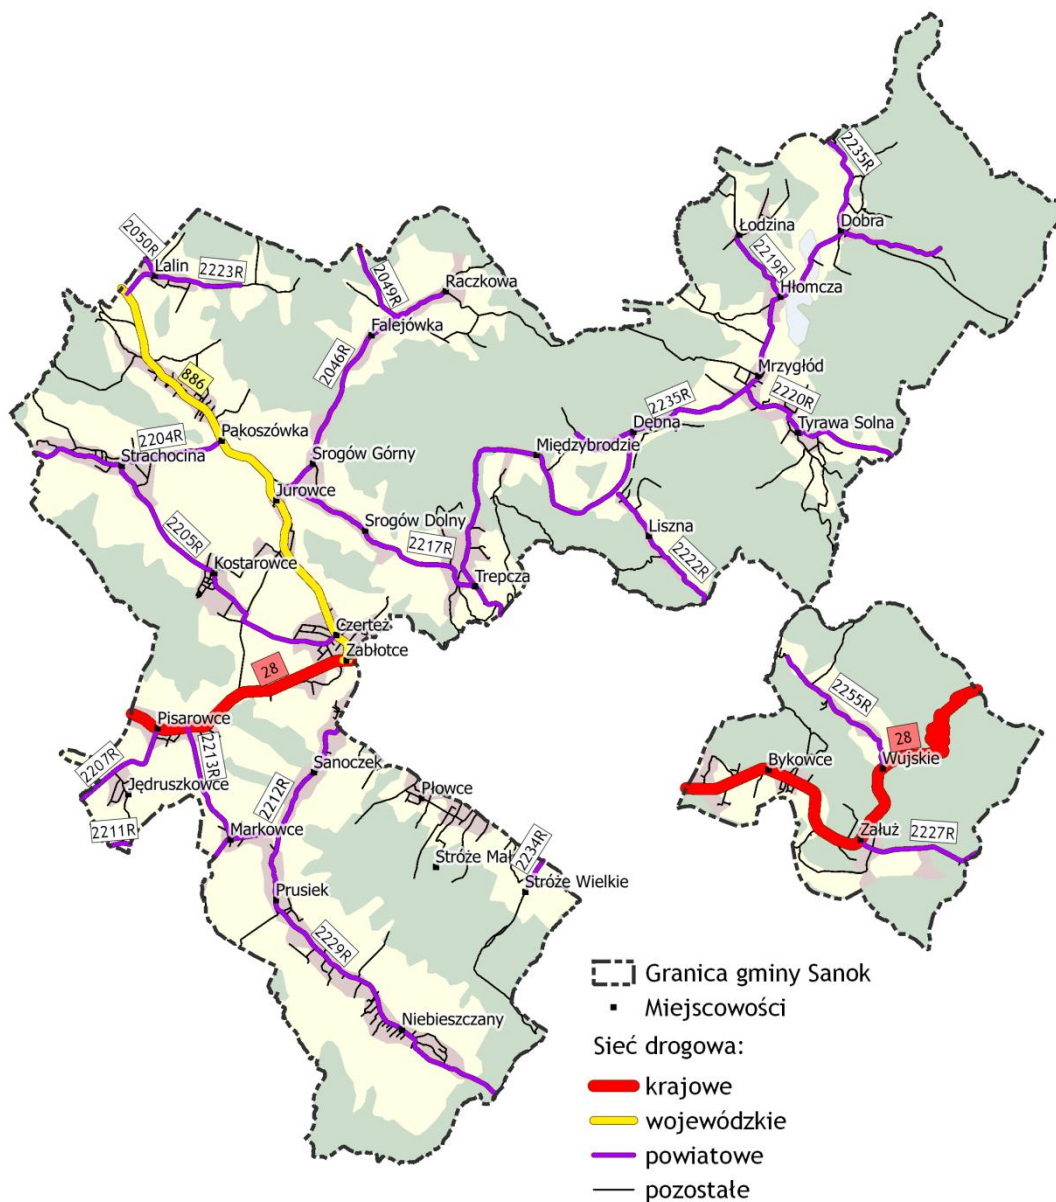 2235R
Łodzina
Dobra
2050R
Lalin
2223R
2219R
2049R
Raczkowa
Hłomcza
Falejówka
2046R
886
Mrzygłód
2220R
2235R
2204R
Pakoszówka
Dębna
Tyrawa Solna
Strachocina
Międzybrodzie
Srogów Górny
Jurowce
2205R
Srogów Dolny
2217R
Liszna
Kostarowce
Trepcza
2222R
Czerteż
Zabłotce
28
2255R
Pisarowce
2213R
28
2207R
Sanoczek
Bykowce
Wujskie
Jędruszkowce
2212R
Płowce
2211R
Markowce
Załuż
2227R
Stróże Mał
2234R
Stróże Wielkie
Prusiek
2229R
Niebieszczany
Granica gminy Sanok
Miejscowości
Sieć drogowa:
krajowe
wojewódzkie
powiatowe
pozostałe